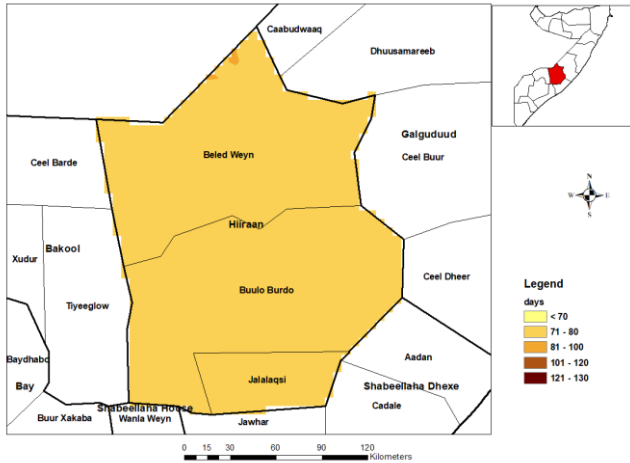 Caabudwaaq
Dhuusamareeb
Galguduud
Ceel Buur
Beled Weyn
Ceel Barde
Hiiraan
Bakool
Xudur
Tiyeeglow
Buulo Burdo
Ceel Dheer
Baydhabo
Bay
Aadan
Jalalaqsi
Shabeellaha Dhexe
Cadale
Shabeellaha Hoose
Buur Xakaba
Wanla Weyn
Jawhar
N
W
E
S
Legend
days
< 70
71 - 80
81 - 100
101 - 120
121 - 130
0 15 30 60 90 120
Kilometers